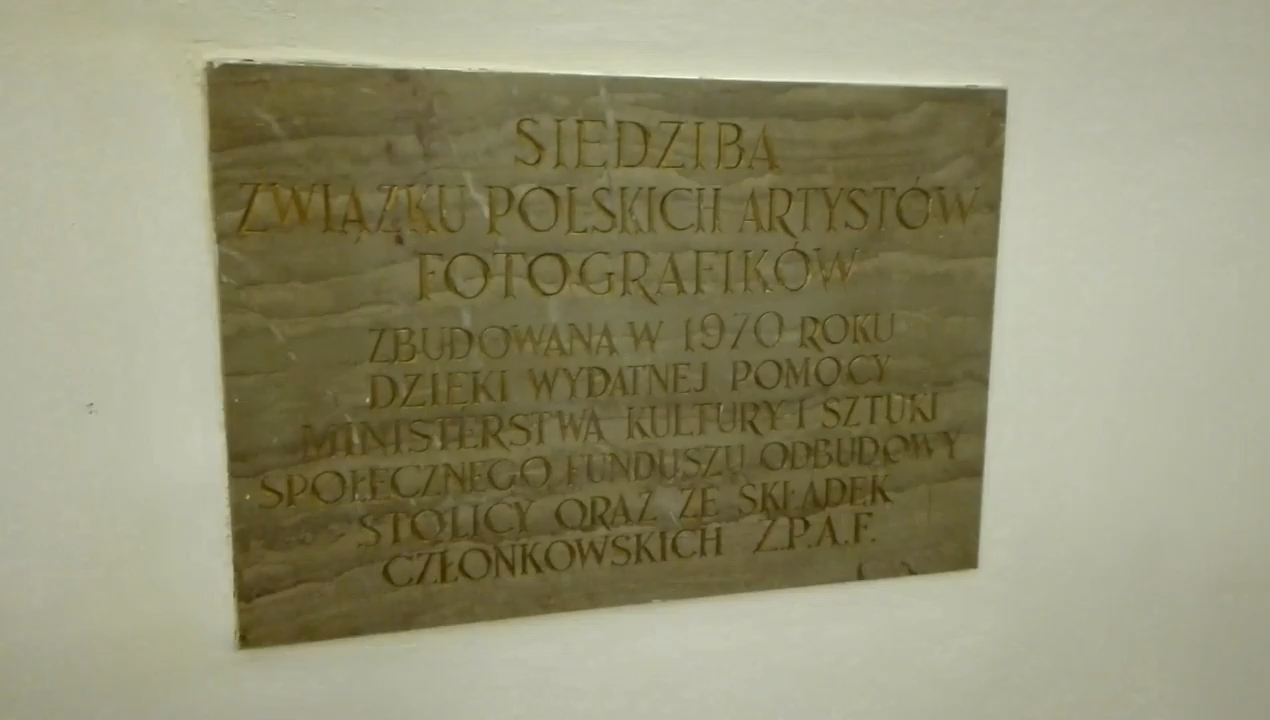 SIEDZIBA
ZWIĄZKU POLSKICH ARTYSTÓW
FOTOGRAFIKÓW
ZBUDOWANA W 1970 ROKU
DZIEKI WYDATNEJ POMOCY
MINISTERSTWA KULTURY I SZTUKI
SPOŁECZNEGO FUNDUSZU ODBUDOWY
STOLICY ORAZ ZE SKŁADEK
CZŁONKOWSKICH Z.P.A.F.